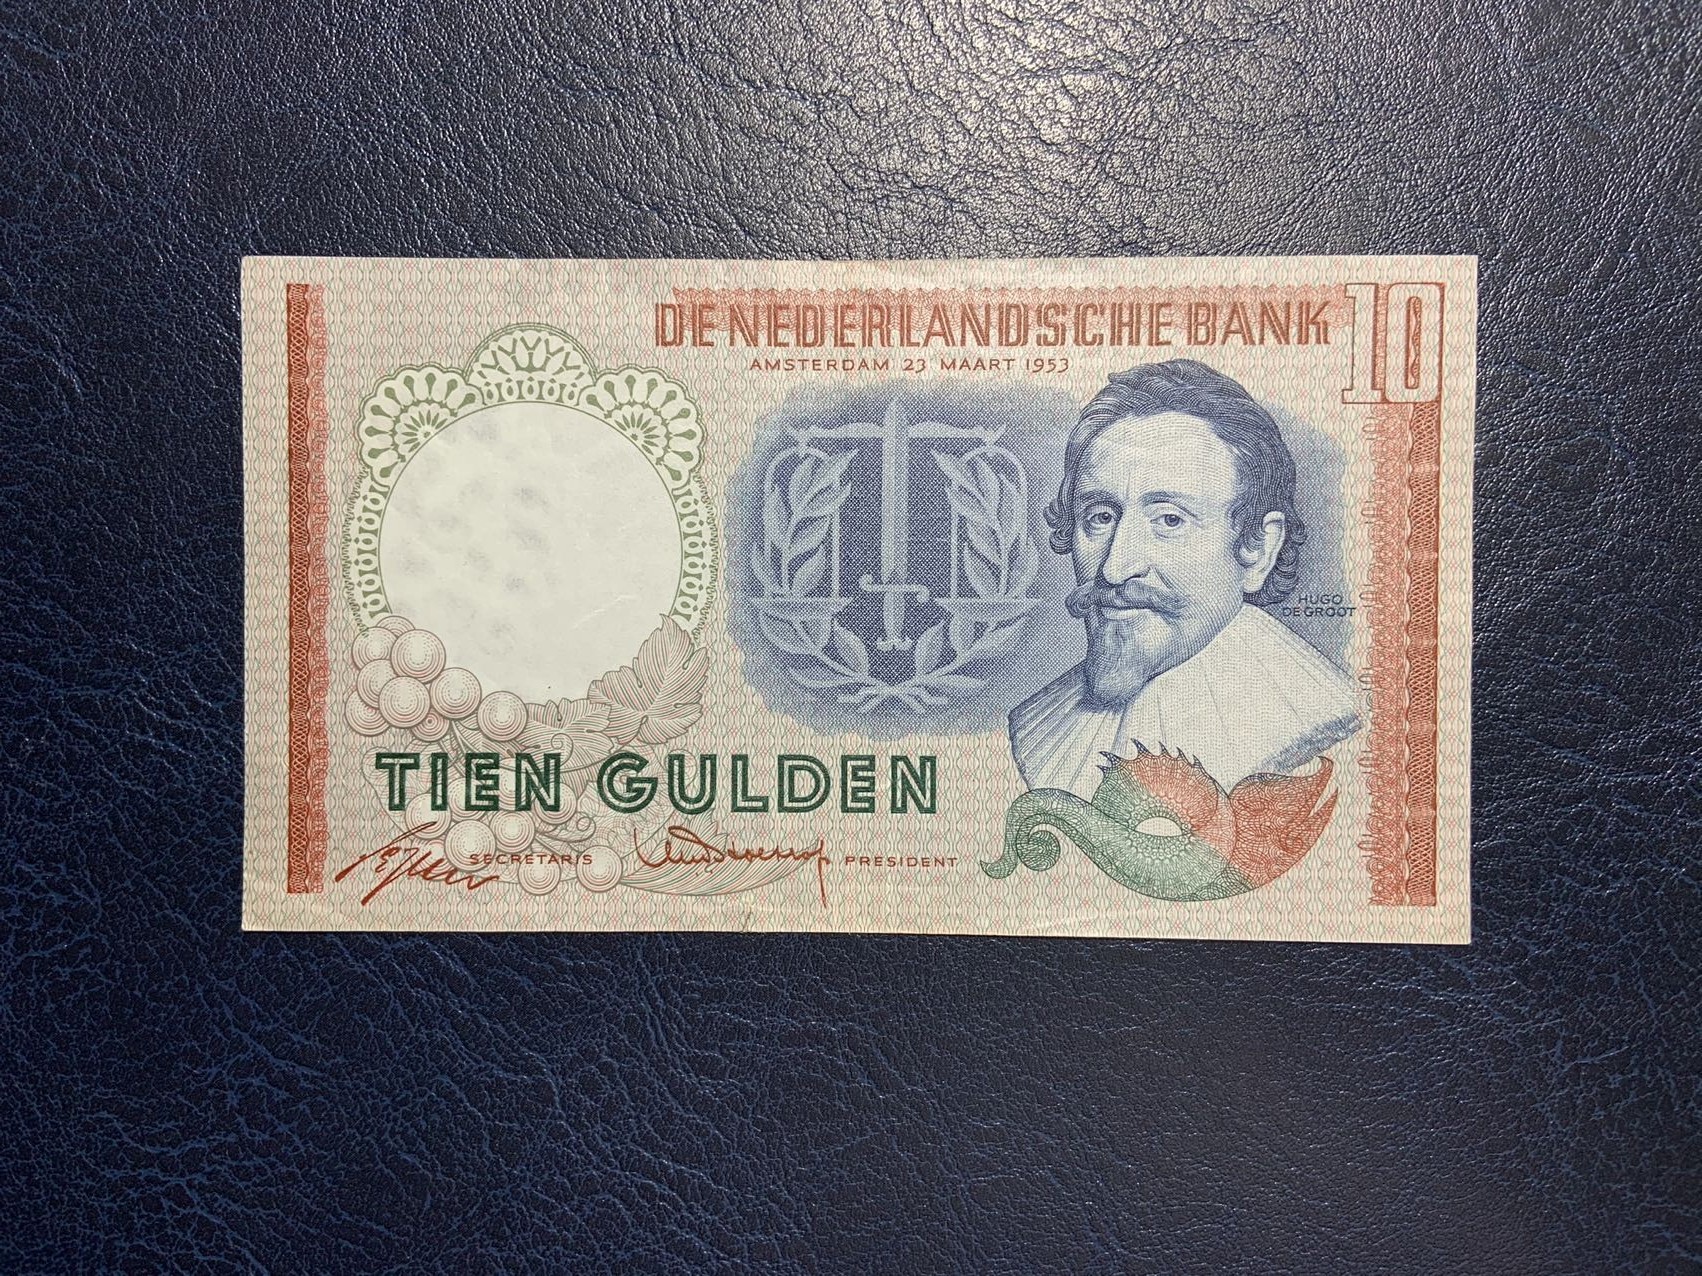 DE NEDERLANDSCHE BANK 10
AMSTERDAM 23 MAART 1953
HUGO
DE GROOT
TIEN GULDEN
SECRETARIS PRESIDENT